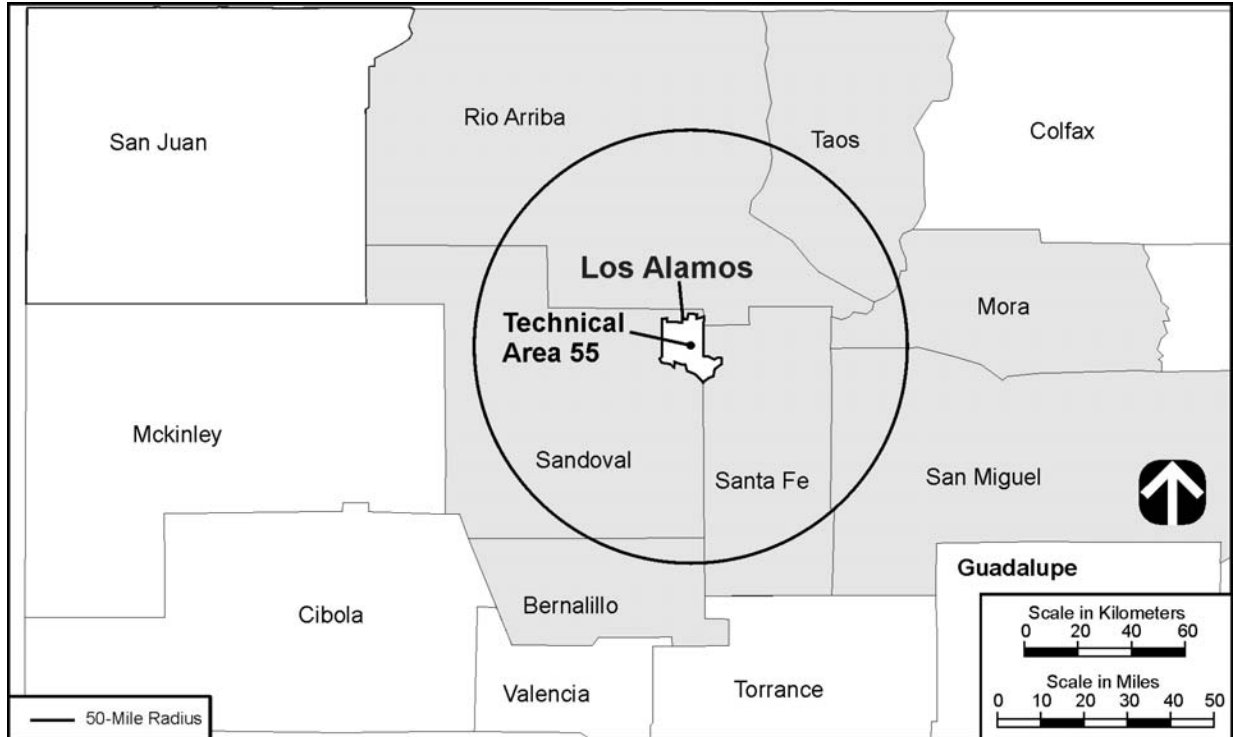 Rio Arriba
Taos
Colfax
San Juan
Los Alamos
Technical
Area 55
Mora
Mckinley
Sandoval
Santa Fe
San Miguel
Guadalupe
Cibola
Bernalillo
Valencia
Torrance
50-Mile Radius
Scale in Kilometers
0 20 40 60
Scale in Miles
0 10 20 30 40 50